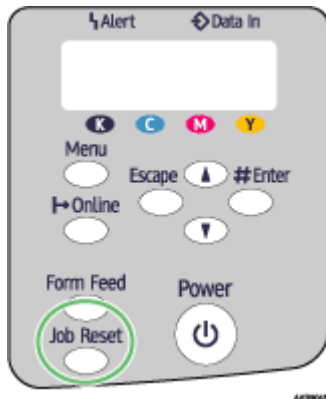 Alert Data In
K C M Y
Menu
Escape #Enter
Online
Form Feed
Power
Job Reset